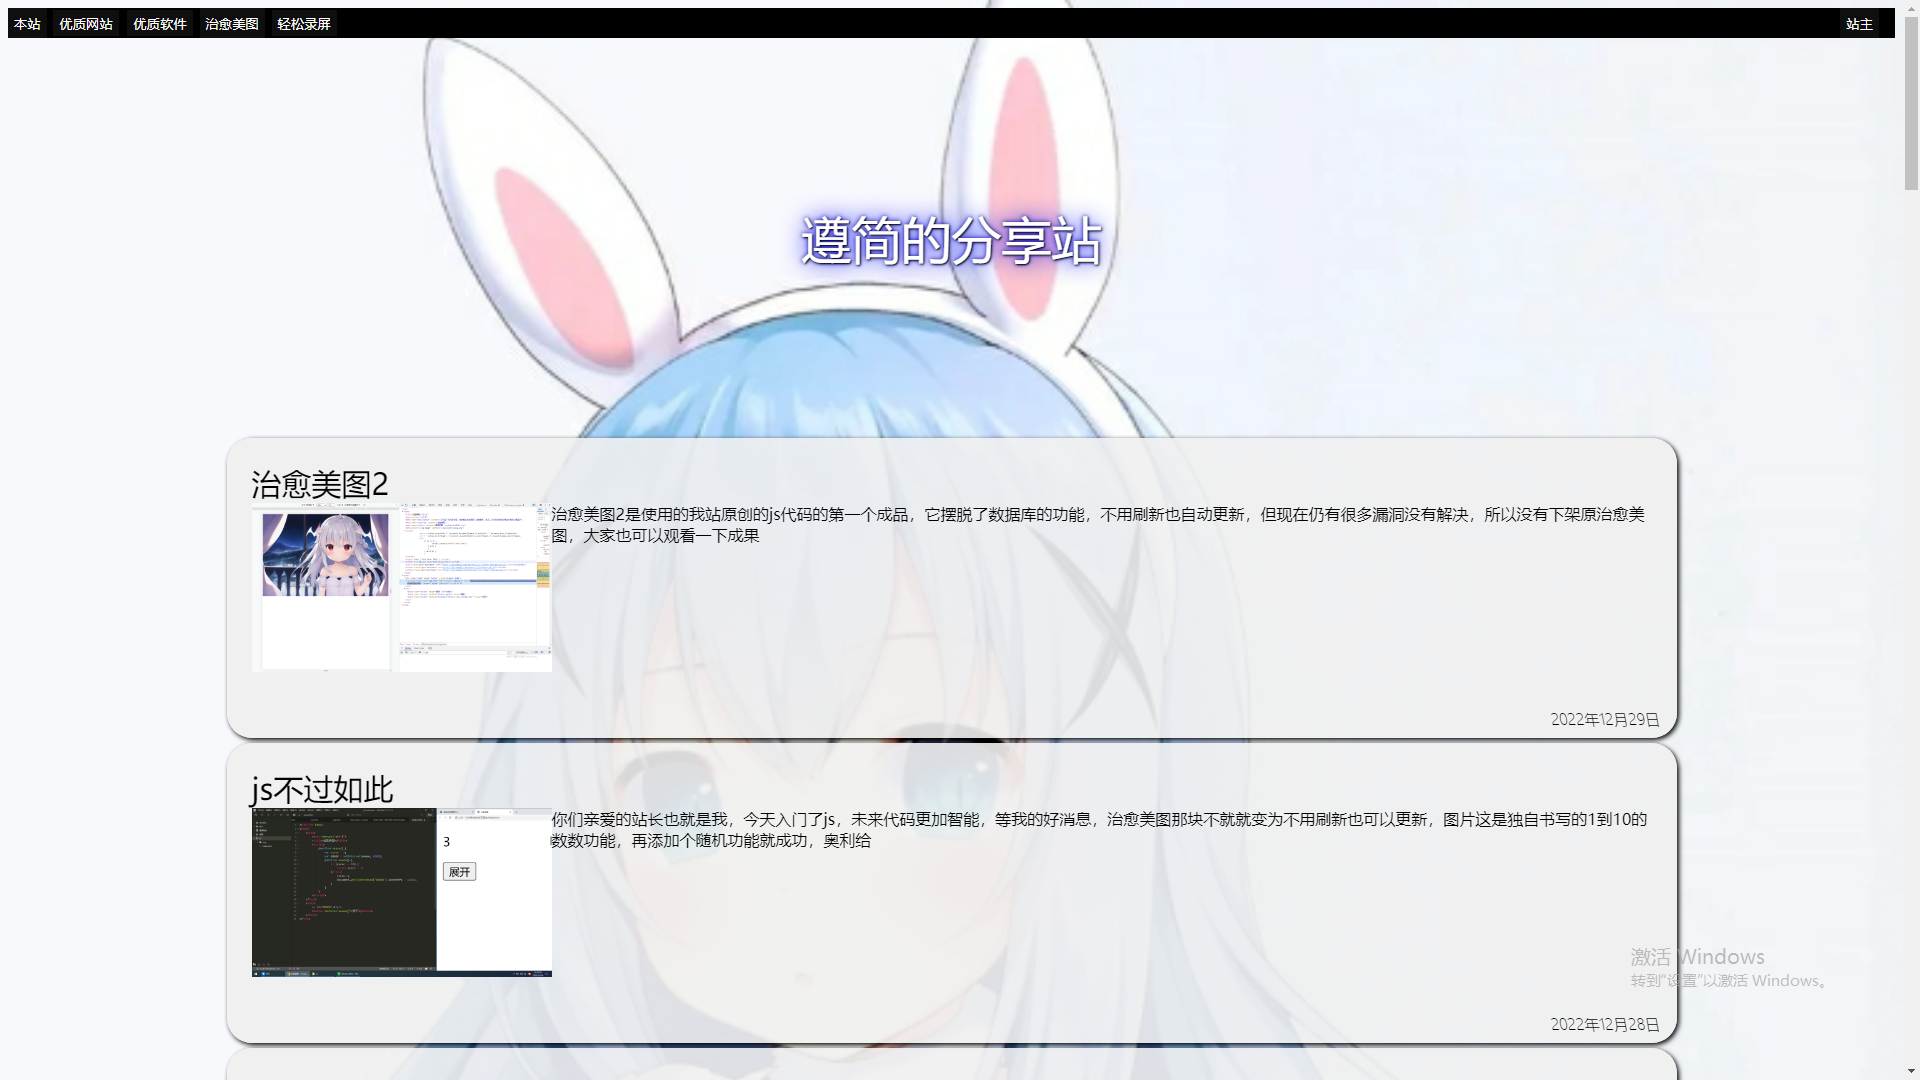 本站 优质网站 优质软件 治愈美图 轻松录屏 站主
遵简的分享站
治愈美图2
治愈美图2是使用的我站原创的js代码的第一个成品，它摆脱了数据库的功能，不用刷新也自动更新，但现在仍有很多漏洞没有解决，所以没有下架原治愈美
图，大家也可以观看一下成果
2022年12月29日
js不过如此
你们亲爱的站长也就是我，今天入门了js，未来代码更加智能，等我的好消息，治愈美图那块不就就变为不用刷新也可以更新，图片这是独自书写的1到10的
数数功能，再添加个随机功能就成功，奥利给
3
展开
激活 Windows
转到“设置”以激活 Windows。
2022年12月28日